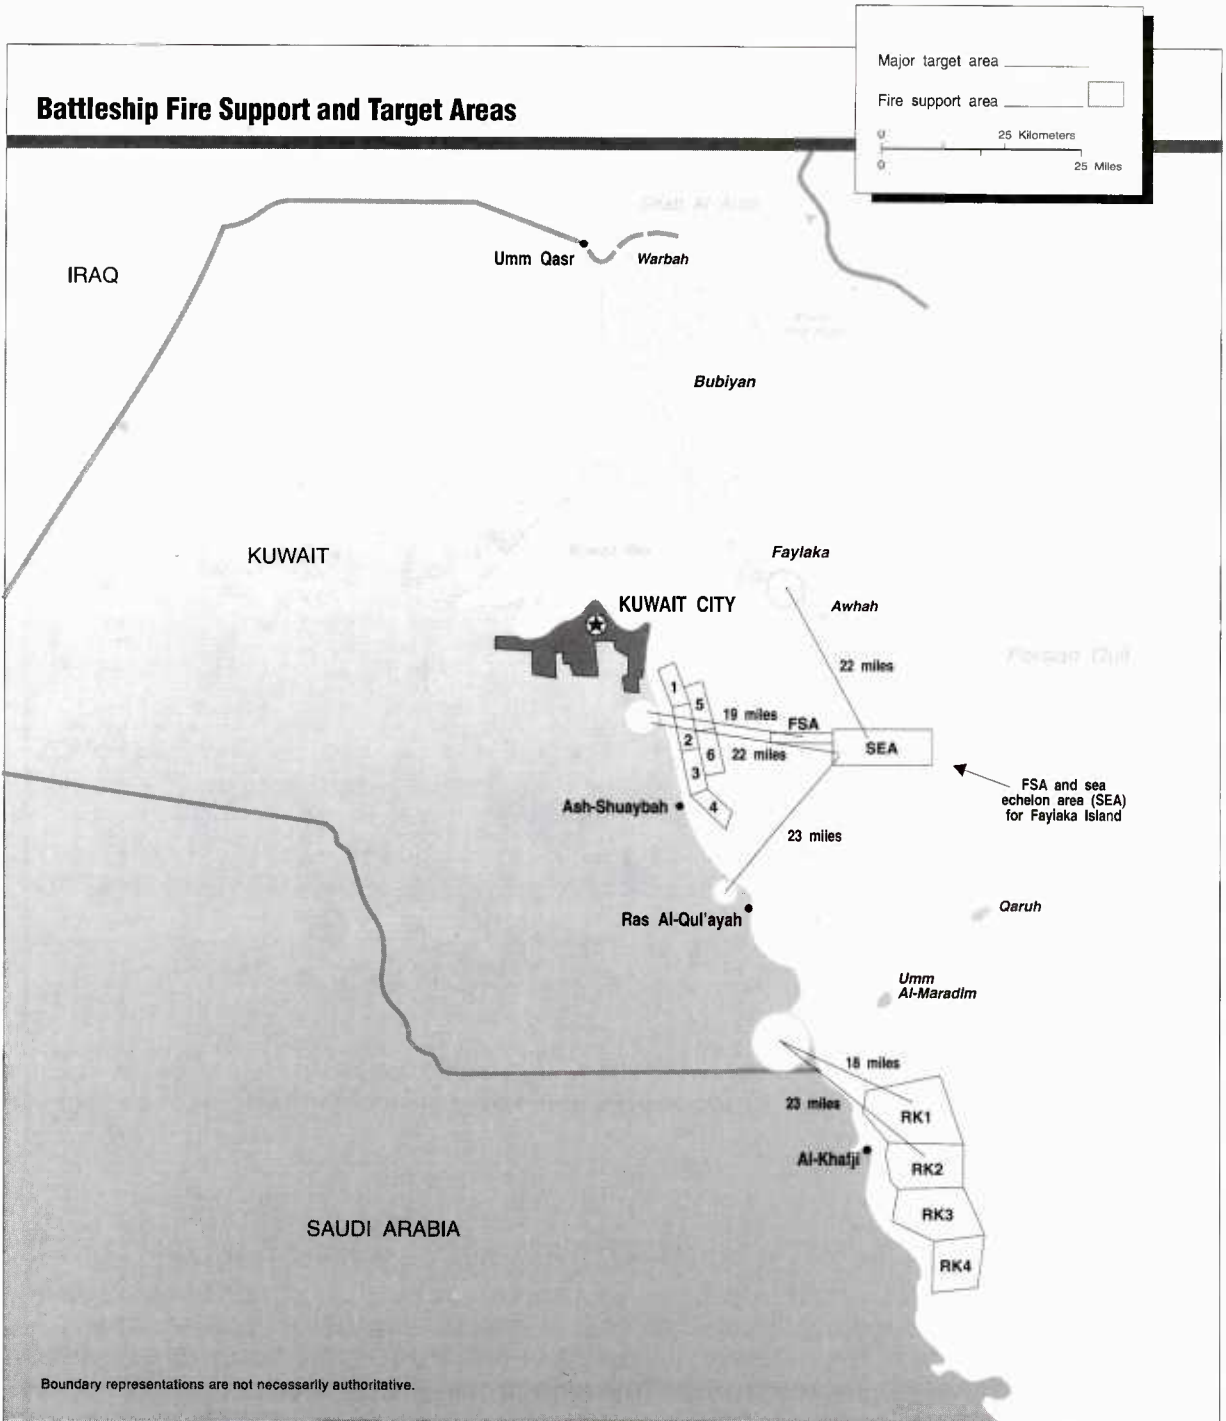 Major target area
Fire support area
Battleship Fire Support and Target Areas
0 25 Kilometers
0 25 Miles
IRAQ
Umm Qasr
Warbah
Bubiyan
KUWAIT
Faylaka
KUWAIT CITY
Awhah
22 miles
Persian Gulf
1
5
19 miles
FSA
2
6
22 miles
SEA
3
4
Ash-Shuaybah
FSA and sea
echelon area (SEA)
for Faylaka Island
23 miles
Ras Al-Qul'ayah
Qaruh
Umm
Al-Maradim
18 miles
23 miles
RK1
Al-Khafji
RK2
RK3
SAUDI ARABIA
RK4
Boundary representations are not necessarily authoritative.